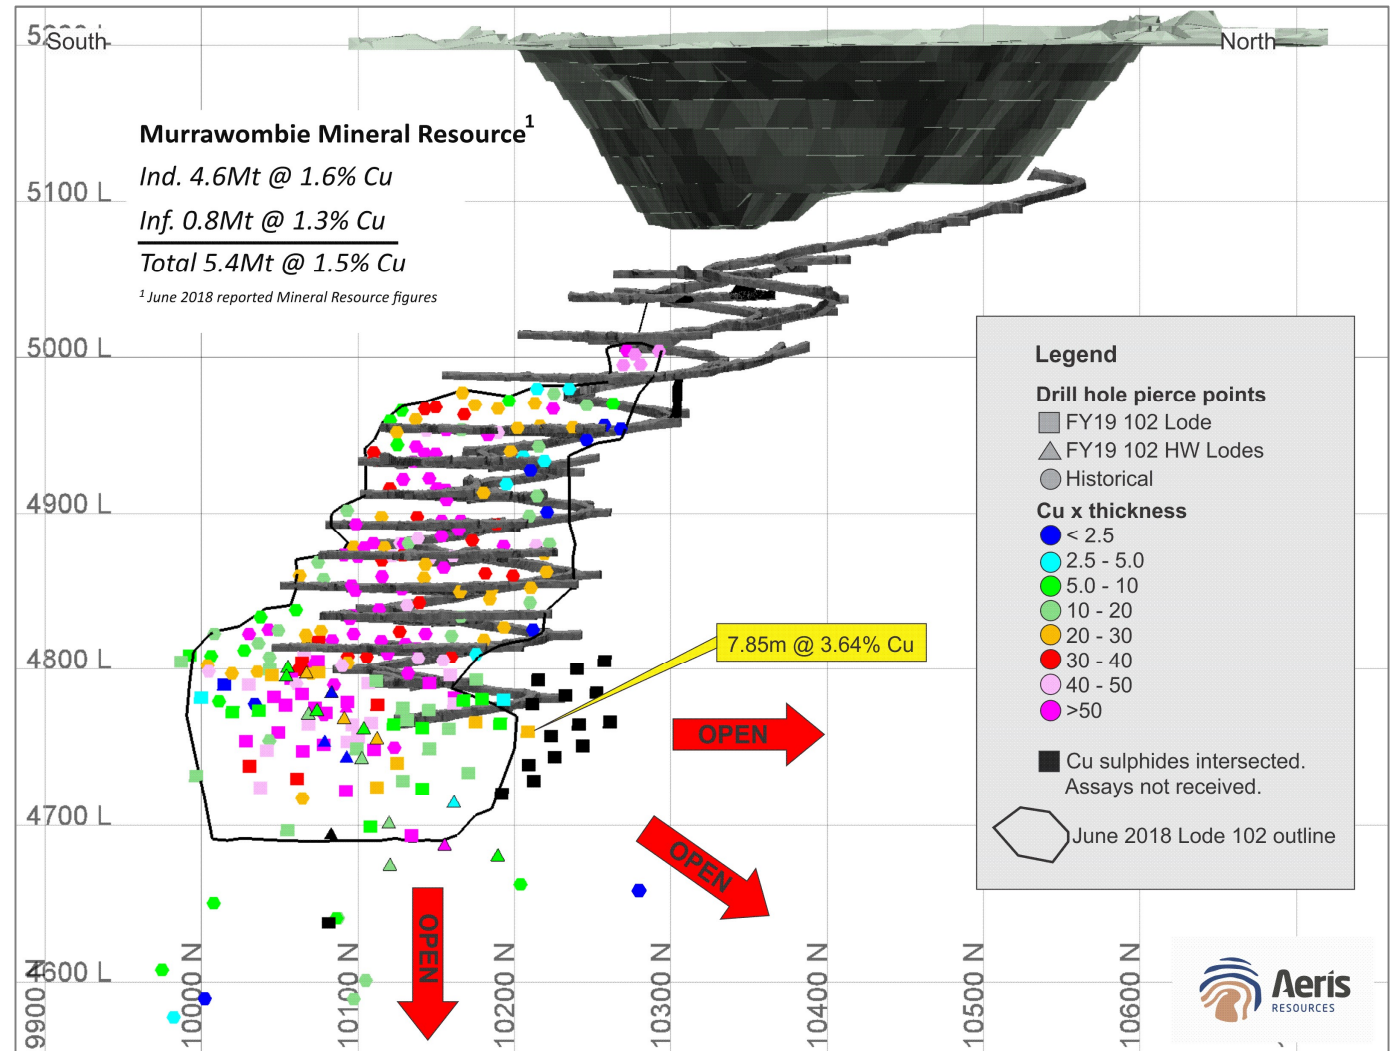 5200 L
South
North
Murrawombie Mineral Resource1
Ind. 4.6Mt @ 1.6% Cu
Inf. 0.8Mt @ 1.3% Cu
Total 5.4Mt @ 1.5% Cu
1 June 2018 reported Mineral Resource figures
5100 L
5000 L
4900 L
4800 L
4700 L
4600 L
7.85m @ 3.64% Cu
OPEN
OPEN
OPEN
Legend
Drill hole pierce points
FY19 102 Lode
FY19 102 HW Lodes
Historical
Cu x thickness
< 2.5
2.5 - 5.0
5.0 - 10
10 - 20
20 - 30
30 - 40
40 - 50
>50
Cu sulphides intersected.
Assays not received.
June 2018 Lode 102 outline
9900 N
10000 N
10100 N
10200 N
10300 N
10400 N
10500 N
10600 N
Aeris
RESOURCES